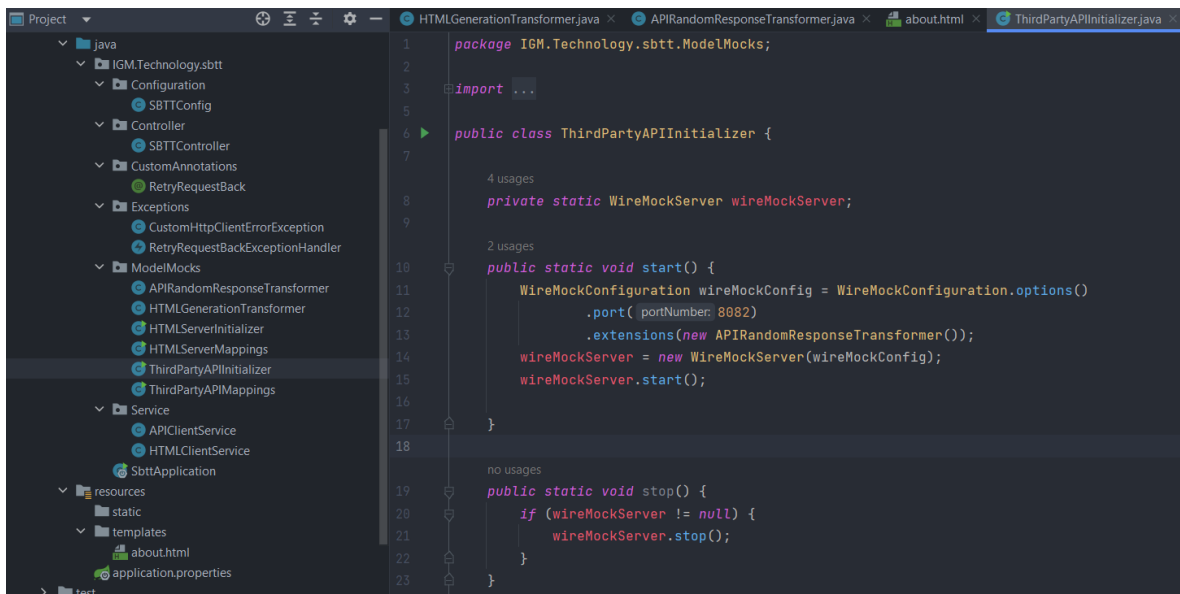 Project
HTMLGenerationTransformer.java
APIRandomResponseTransformer.java
about.html
ThirdPartyAPIInitializer.java
java
IGM.Technology.sbtt
Configuration
SBTTConfig
Controller
SBTTController
CustomAnnotations
RetryRequestBack
Exceptions
CustomHttpClientErrorException
RetryRequestBackExceptionHandler
ModelMocks
APIRandomResponseTransformer
HTMLGenerationTransformer
HTMLServerInitializer
HTMLServerMappings
ThirdPartyAPIInitializer
ThirdPartyAPIMappings
Service
APIClientService
HTMLClientService
SbttApplication
resources
static
templates
about.html
application.properties
test
1 package IGM.Technology.sbtt.ModelMocks;
2
3 import ...
5
6 public class ThirdPartyAPIInitializer {
7
4 usages
8 private static WireMockServer wireMockServer;
9
2 usages
10 public static void start() {
11 WireMockConfiguration wireMockConfig = WireMockConfiguration.options()
12 .port( portNumber: 8082)
13 .extensions(new APIRandomResponseTransformer());
14 wireMockServer = new WireMockServer(wireMockConfig);
15 wireMockServer.start();
16
17 }
18
no usages
19 public static void stop() {
20 if (wireMockServer != null) {
21 wireMockServer.stop();
22 }
23 }